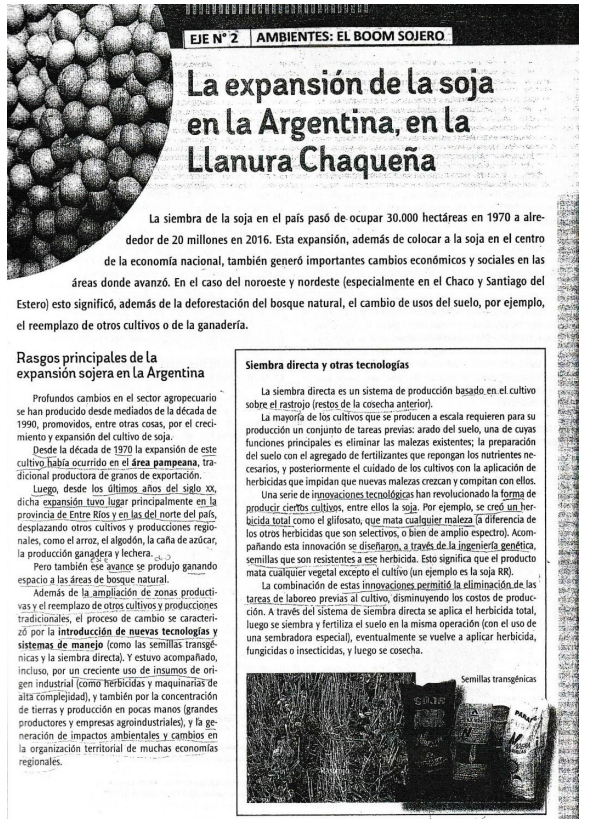 EJE N° 2 AMBIENTES: EL BOOM SOJERO
La expansión de la soja
en la Argentina, en la
Llanura Chaqueña
La siembra de la soja en el país pasó de ocupar 30.000 hectáreas en 1970 a alre-
dedor de 20 millones en 2016. Esta expansión, además de colocar a la soja en el centro
de la economía nacional, también generó importantes cambios económicos y sociales en las
áreas donde avanzó. En el caso del noroeste y nordeste (especialmente en el Chaco y Santiago del
Estero) esto significó, además de la deforestación del bosque natural, el cambio de usos del suelo, por ejemplo,
el reemplazo de otros cultivos o de la ganadería.
Rasgos principales de la
expansión sojera en la Argentina
Profundos cambios en el sector agropecuario
se han producido desde mediados de la década de
1990, promovidos, entre otras cosas, por el creci-
miento y expansión del cultivo de soja.
Desde la década de 1970 la expansión de este
cultivo había ocurrido en el área pampeana, tra-
dicional productora de granos de exportación.
Luego, desde los últimos años del siglo XX,
dicha expansión tuvo lugar principalmente en la
provincia de Entre Ríos y en las del norte del país,
desplazando otros cultivos y producciones regio-
nales, como el arroz, el algodón, la caña de azúcar,
la producción ganadera y lechera.
Pero también ese avance se produjo ganando
espacio a las áreas de bosque natural.
Además de la ampliación de zonas producti-
vas y el reemplazo de otros cultivos y producciones
tradicionales, el proceso de cambio se caracteri-
zó por la introducción de nuevas tecnologías y
sistemas de manejo (como las semillas transgé-
nicas y la siembra directa). Y estuvo acompañado,
incluso, por un creciente uso de insumos de ori-
gen industrial (como herbicidas y maquinarias de
alta complejidad), y también por la concentración
de tierras y producción en pocas manos (grandes
productores y empresas agroindustriales), y la ge-
neración de impactos ambientales y cambios en
la organización territorial de muchas economías
regionales.
Siembra directa y otras tecnologías
La siembra directa es un sistema de producción basado en el cultivo
sobre el rastrojo (restos de la cosecha anterior).
La mayoría de los cultivos que se producen a escala requieren para su
producción un conjunto de tareas previas: arado del suelo, una de cuyas
funciones principales es eliminar las malezas existentes; la preparación
del suelo con el agregado de fertilizantes que repongan los nutrientes ne-
cesarios, y posteriormente el cuidado de los cultivos con la aplicación de
herbicidas que impidan que nuevas malezas crezcan y compitan con ellos.
Una serie de innovaciones tecnológicas han revolucionado la forma de
producir ciertos cultivos, entre ellos la soja. Por ejemplo, se creó un her-
bicida total como el glifosato, que mata cualquier maleza (a diferencia de
los otros herbicidas que son selectivos, o bien de amplio espectro). Acom-
pañando esta innovación se diseñaron, a través de la ingeniería genética,
semillas que son resistentes a ese herbicida. Esto significa que el producto
mata cualquier vegetal excepto el cultivo (un ejemplo es la soja RR).
La combinación de estas innovaciones permitió la eliminación de las
tareas de laboreo previas al cultivo, disminuyendo los costos de produc-
ción. A través del sistema de siembra directa se aplica el herbicida total,
luego se siembra y fertiliza el suelo en la misma operación (con el uso de
una sembradora especial), eventualmente se vuelve a aplicar herbicida,
fungicidas o insecticidas, y luego se cosecha.
Semillas transgénicas
Rastrojo
SOJA